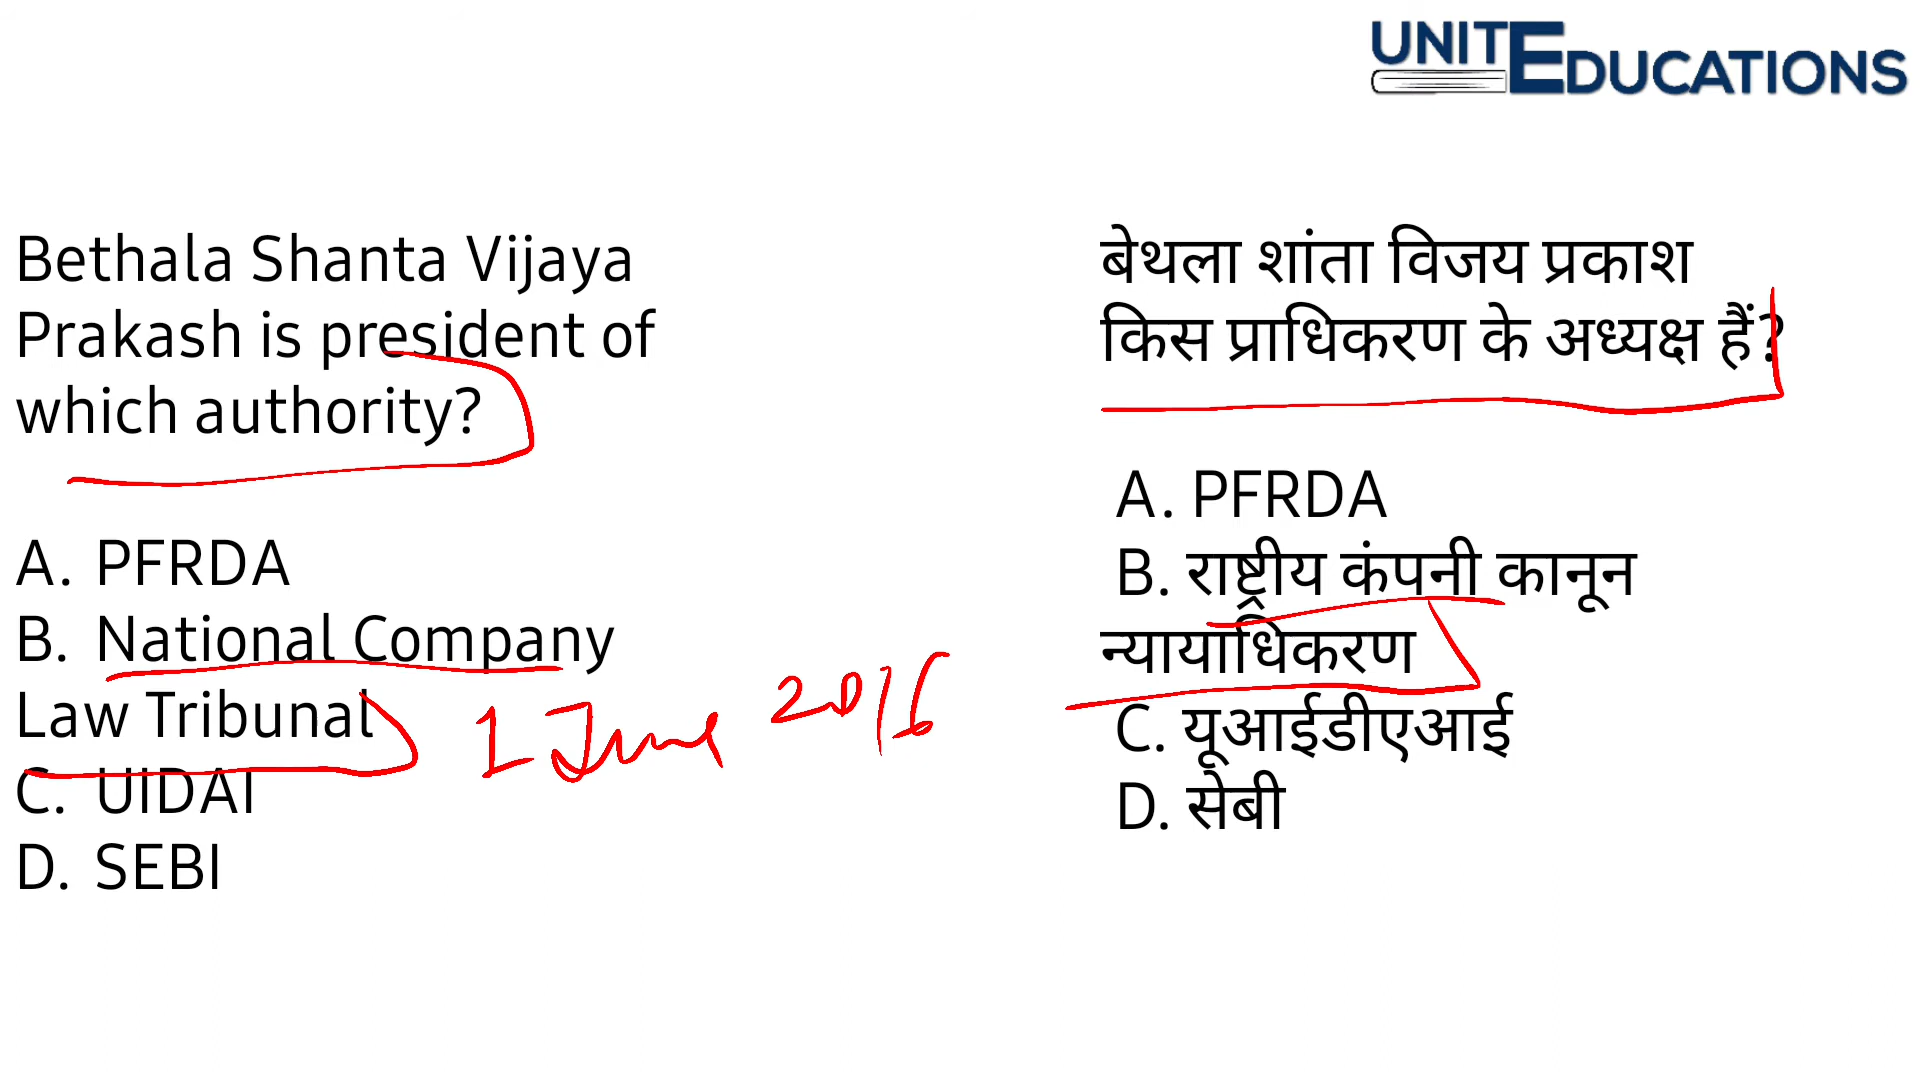 UNITEDUCATIONS
Bethala Shanta Vijaya
Prakash is president of
which authority?
A. PFRDA
B. National Company
Law Tribunal
C. UIDAI
D. SEBI
1 June 2016
बेथला शांता विजय प्रकाश
किस प्राधिकरण के अध्यक्ष हैं?
A. PFRDA
B. राष्ट्रीय कंपनी कानून
न्यायाधिकरण
C. यूआईडीएआई
D. सेबी